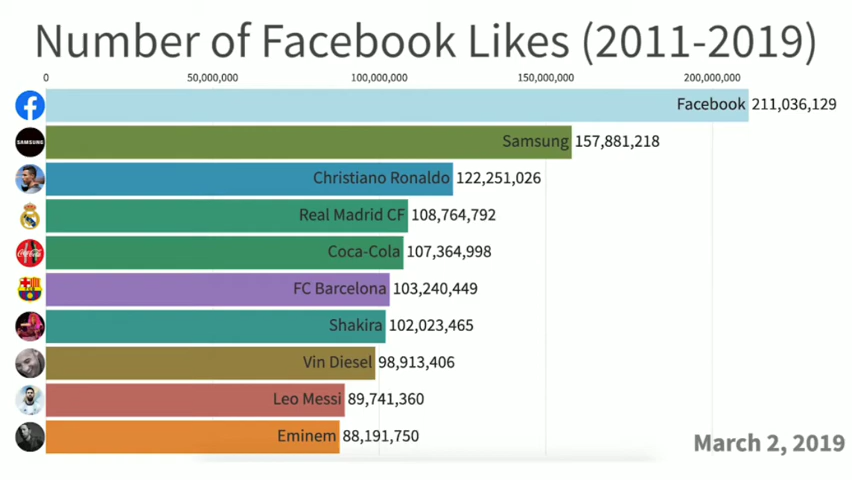 Number of Facebook Likes (2011-2019)
0 50,000,000 100,000,000 150,000,000 200,000,000
Facebook 211,036,129
SAMSUNG Samsung 157,881,218
Christiano Ronaldo 122,251,026
Real Madrid CF 108,764,792
Coca-Cola Coca-Cola 107,364,998
FC Barcelona 103,240,449
Shakira 102,023,465
Vin Diesel 98,913,406
Leo Messi 89,741,360
Eminem 88,191,750
March 2, 2019